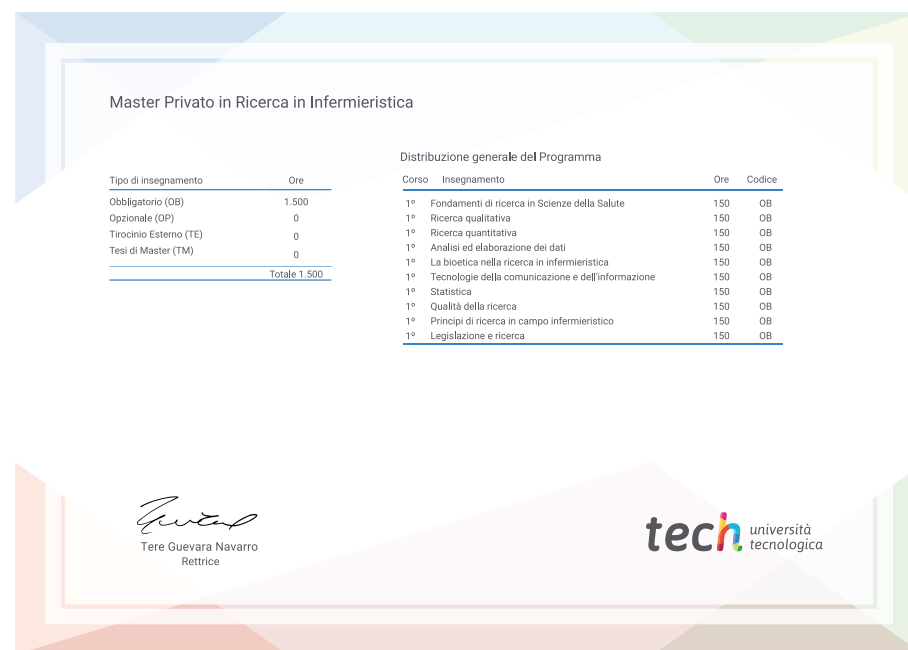 Master Privato in Ricerca in Infermieristica
Tipo di insegnamento Ore
Obbligatorio (OB) 1.500
Opzionale (OP) 0
Tirocinio Esterno (TE) 0
Tesi di Master (TM) 0
Totale 1.500
Distribuzione generale del Programma
Corso Insegnamento Ore Codice
1º Fondamenti di ricerca in Scienze della Salute 150 OB
1º Ricerca qualitativa 150 OB
1º Ricerca quantitativa 150 OB
1º Analisi ed elaborazione dei dati 150 OB
1º La bioetica nella ricerca in infermieristica 150 OB
1º Tecnologie della comunicazione e dell'informazione 150 OB
1º Statistica 150 OB
1º Qualità della ricerca 150 OB
1º Principi di ricerca in campo infermieristico 150 OB
1º Legislazione e ricerca 150 OB
Tere Guevara Navarro
Rettrice
tech università
tecnologica